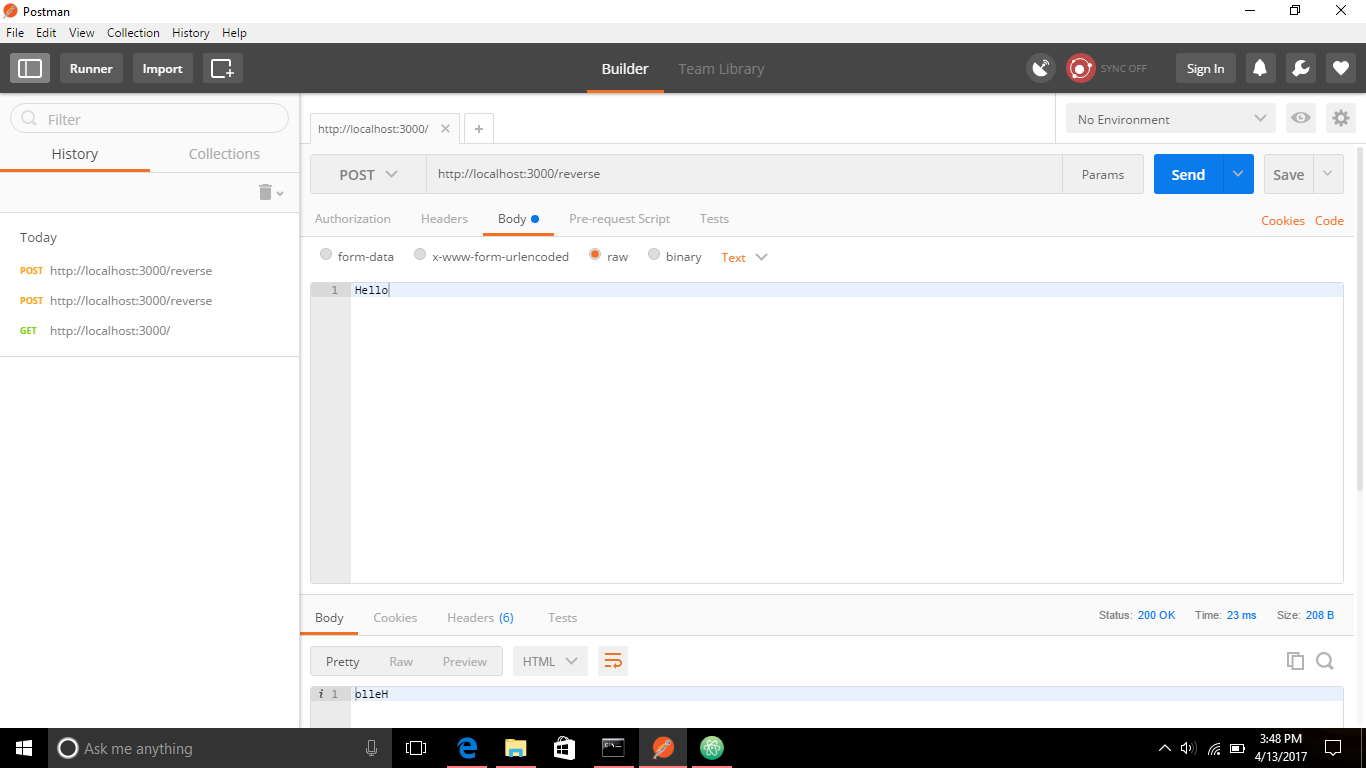 Postman
File Edit View Collection History Help
Runner Import Builder Team Library SYNC OFF Sign In
Filter
History Collections
Today
POST http://localhost:3000/reverse
POST http://localhost:3000/reverse
GET http://localhost:3000/
http://localhost:3000/ ✕ +
No Environment
POST http://localhost:3000/reverse Params Send Save
Authorization Headers Body Pre-request Script Tests Cookies Code
form-data x-www-form-urlencoded raw binary Text
1 Hello
Body Cookies Headers (6) Tests Status: 200 OK Time: 23 ms Size: 208 B
Pretty Raw Preview HTML
i 1 olleH
Ask me anything
3:48 PM
4/13/2017